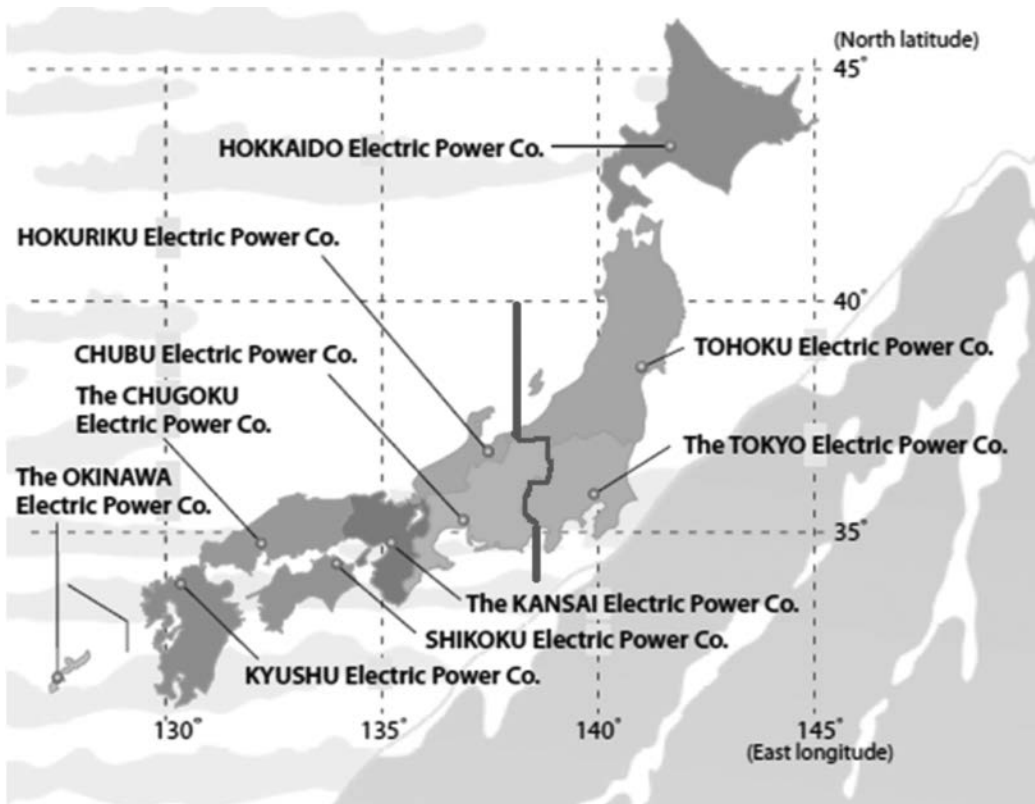 (North latitude)
45°
HOKKAIDO Electric Power Co.
HOKURIKU Electric Power Co.
40°
CHUBU Electric Power Co.
TOHOKU Electric Power Co.
The CHUGOKU
Electric Power Co.
The TOKYO Electric Power Co.
The OKINAWA
Electric Power Co.
35°
The KANSAI Electric Power Co.
SHIKOKU Electric Power Co.
KYUSHU Electric Power Co.
130° 135° 140° 145°
(East longitude)